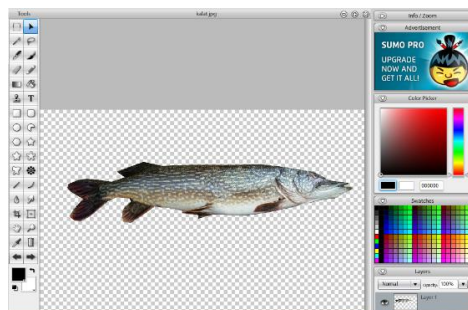 Tools
kalat.jpg
Info / Zoom
Advertisement
SUMO PRO
UPGRADE
NOW AND
GET IT ALL!
Color Picker
000000
Swatches
Layers
Normal
opacity: 100%
Layer 1
T